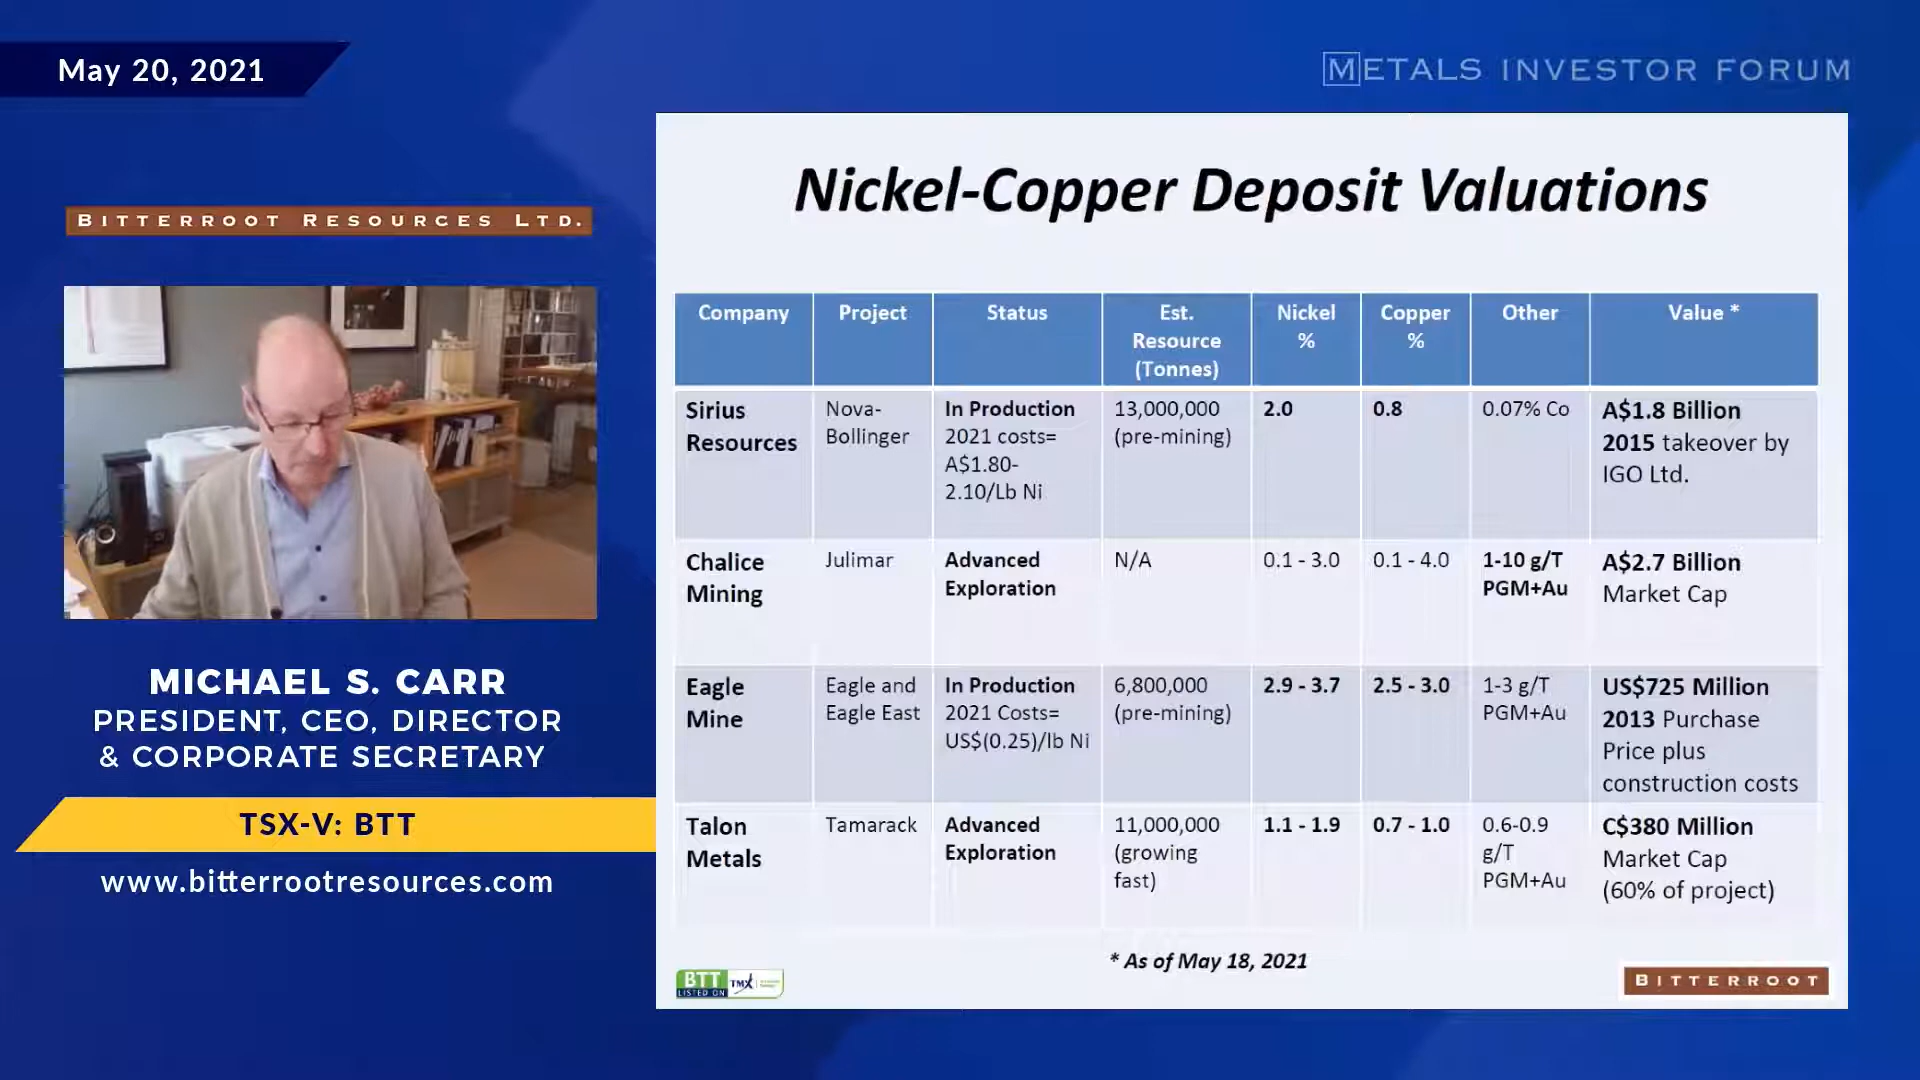 May 20, 2021
METALS INVESTOR FORUM
BITTERROOT RESOURCES LTD.
MICHAEL S. CARR
PRESIDENT, CEO, DIRECTOR
& CORPORATE SECRETARY
TSX-V: BTT
www.bitterrootresources.com
Nickel-Copper Deposit Valuations
Company
Project
Status
Est.
Resource
(Tonnes)
Nickel
%
Copper
%
Other
Value *
Sirius
Resources
Nova-
Bollinger
In Production
2021 costs=
A$1.80-
2.10/Lb Ni
13,000,000
(pre-mining)
2.0
0.8
0.07% Co
A$1.8 Billion
2015 takeover by
IGO Ltd.
Chalice
Mining
Julimar
Advanced
Exploration
N/A
0.1 - 3.0
0.1 - 4.0
1-10 g/T
PGM+Au
A$2.7 Billion
Market Cap
Eagle
Mine
Eagle and
Eagle East
In Production
2021 Costs=
US$(0.25)/lb Ni
6,800,000
(pre-mining)
2.9 - 3.7
2.5 - 3.0
1-3 g/T
PGM+Au
US$725 Million
2013 Purchase
Price plus
construction costs
Talon
Metals
Tamarack
Advanced
Exploration
11,000,000
(growing
fast)
1.1 - 1.9
0.7 - 1.0
0.6-0.9
g/T
PGM+Au
C$380 Million
Market Cap
(60% of project)
* As of May 18, 2021
BTT
LISTED ON
TMX
BITTERROOT